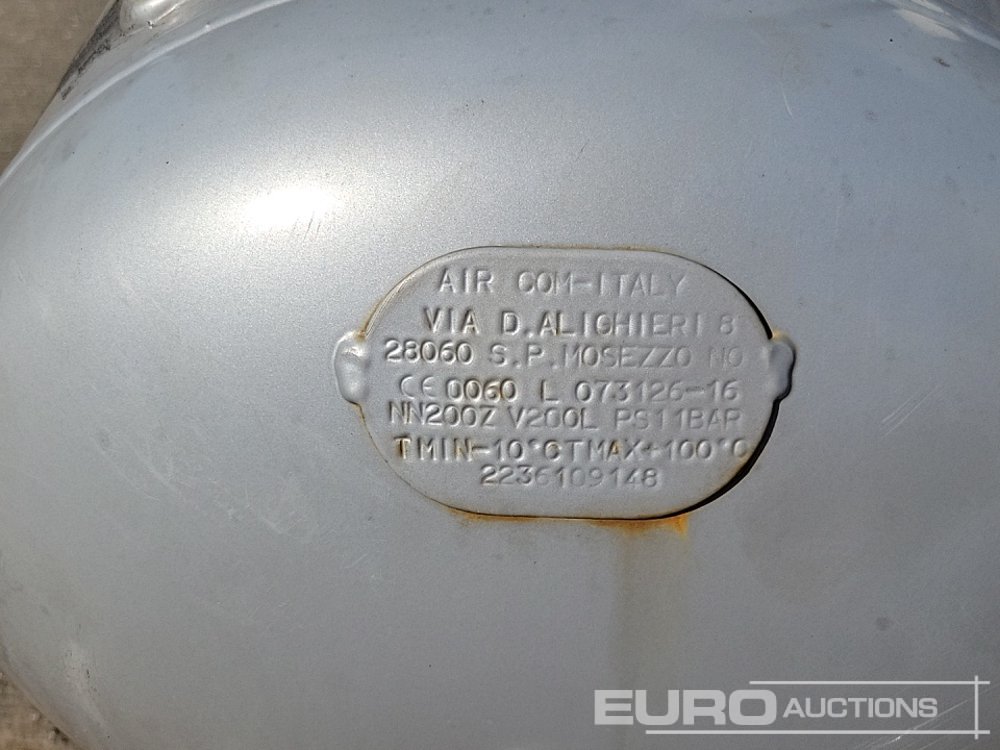 AIR COM-ITALY
VIA D.ALIGHIERI 8
28060 S.P.MOSEZZO NO
CE 0060 L 073126-16
NN200Z V200L PS11BAR
TMIN-10°CTMAX+100°C
2236109148
EURO AUCTIONS